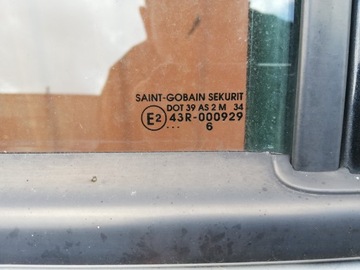 SAINT-GOBAIN SEKURIT
DOT 39 AS 2 M 34
E2 43R-000929
... 6